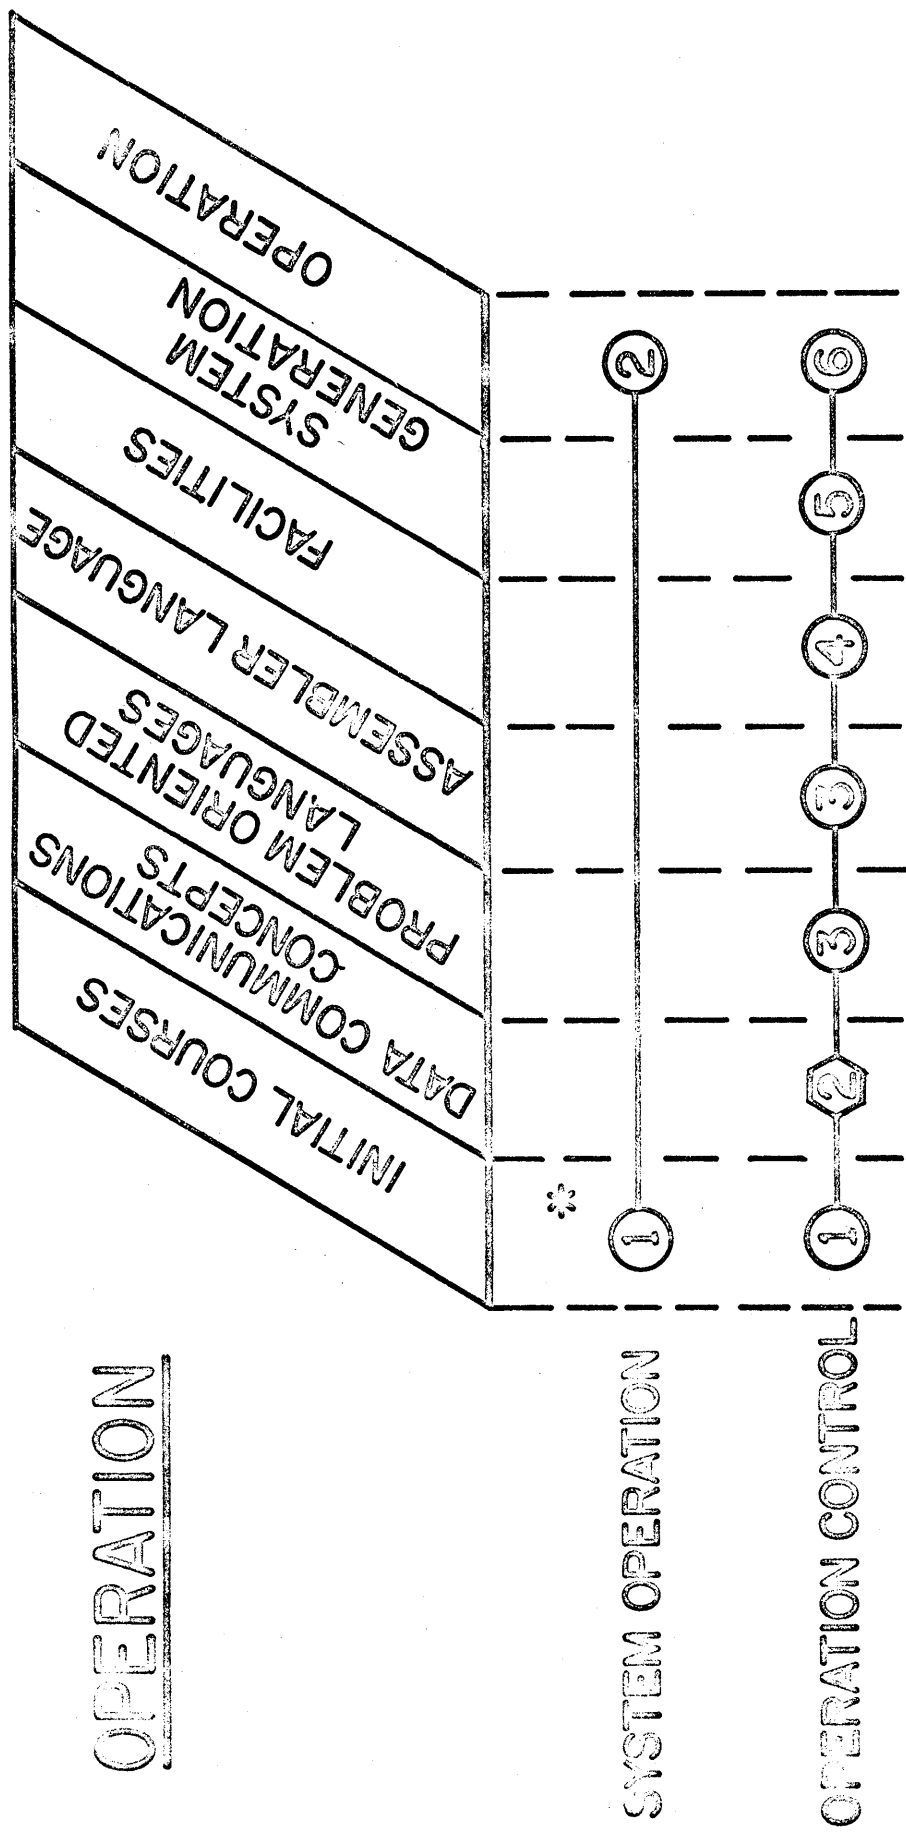 OPERATION
INITIAL COURSES
DATA COMMUNICATIONS
CONCEPTS
PROBLEM ORIENTED
LANGUAGES
ASSEMBLER LANGUAGE
FACILITIES
SYSTEM
GENERATION
OPERATION
*
SYSTEM OPERATION 1 2
OPERATION CONTROL 1 2 3 3 4 5 6